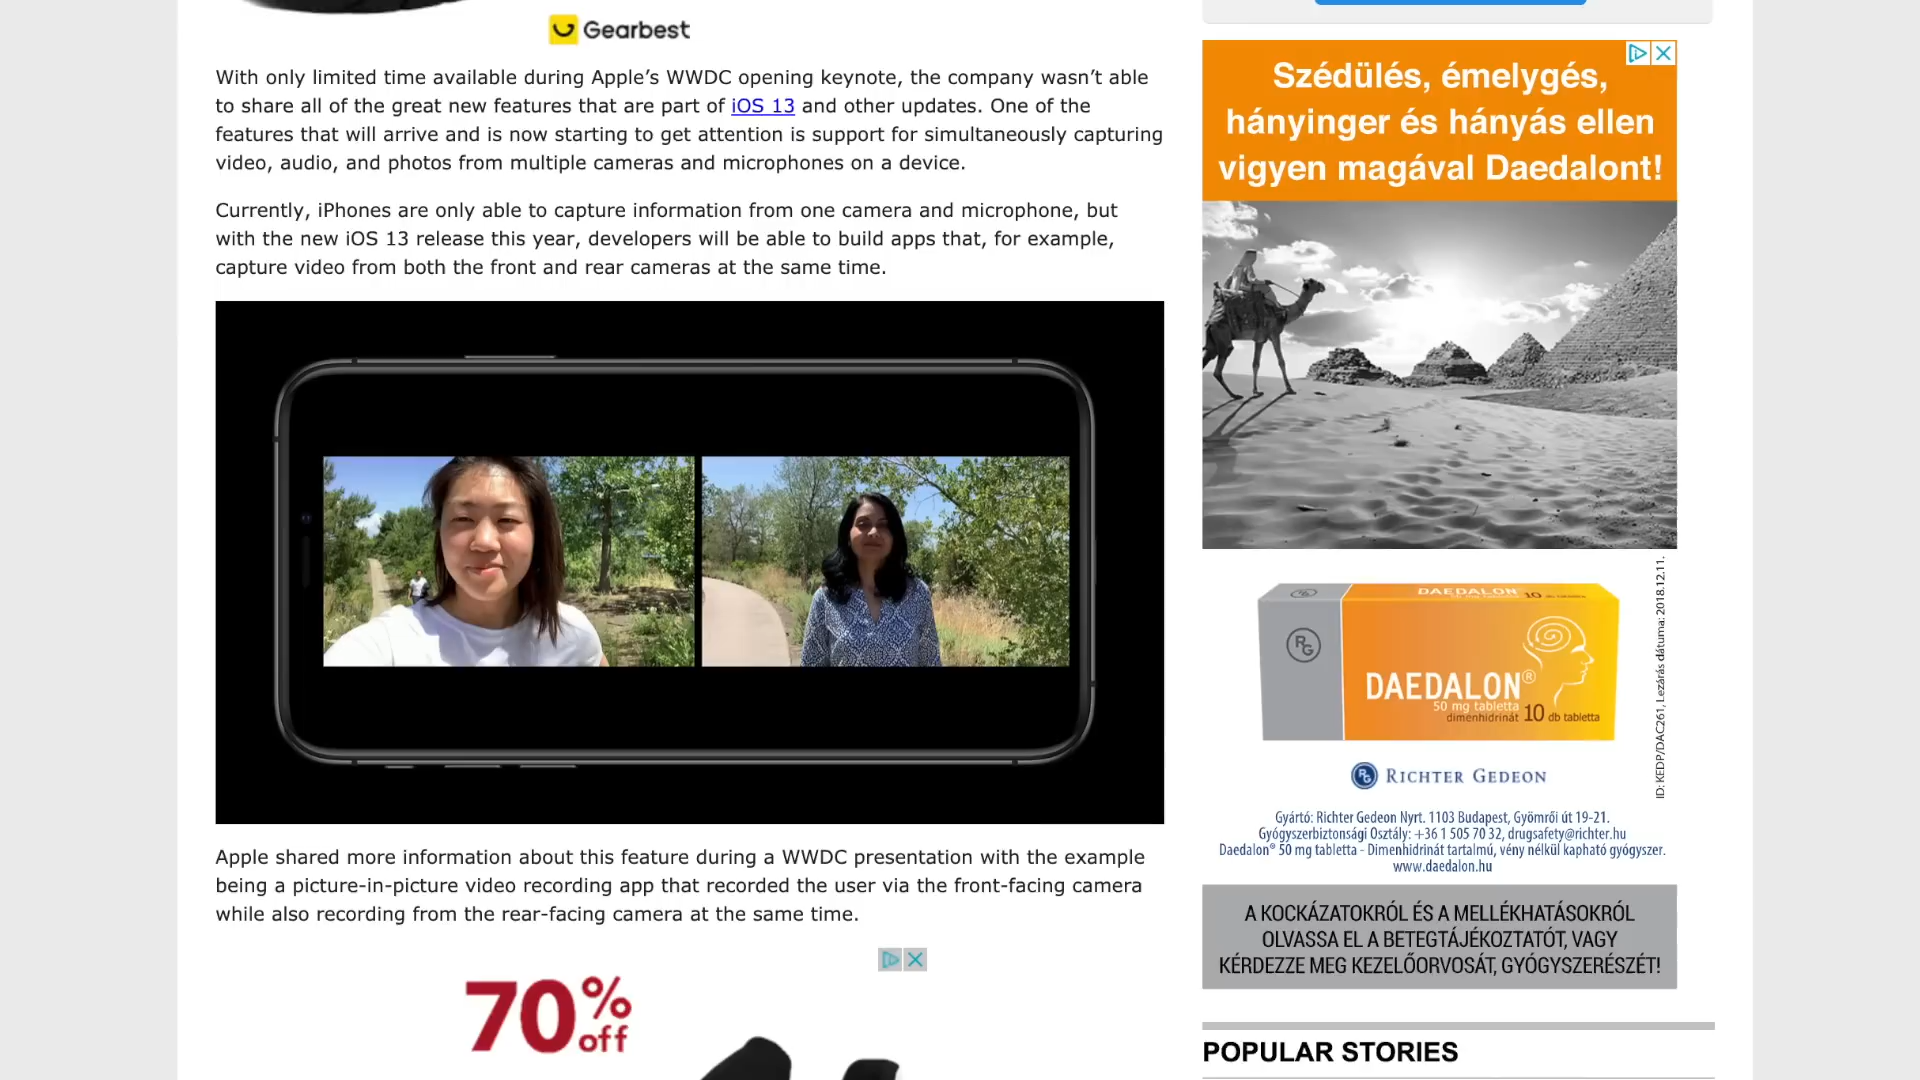 Gearbest
With only limited time available during Apple’s WWDC opening keynote, the company wasn’t able
to share all of the great new features that are part of iOS 13 and other updates. One of the
features that will arrive and is now starting to get attention is support for simultaneously capturing
video, audio, and photos from multiple cameras and microphones on a device.
Currently, iPhones are only able to capture information from one camera and microphone, but
with the new iOS 13 release this year, developers will be able to build apps that, for example,
capture video from both the front and rear cameras at the same time.
Apple shared more information about this feature during a WWDC presentation with the example
being a picture-in-picture video recording app that recorded the user via the front-facing camera
while also recording from the rear-facing camera at the same time.
70%
off
Szédülés, émelygés,
hányinger és hányás ellen
vigyen magával Daedalont!
DAEDALON 10
RG
DAEDALON®
50 mg tabletta
dimenhidrinát 10 db tabletta
ID: KEDP/DAC261, Lezárás dátuma: 2018.12.11.
RG RICHTER GEDEON
Gyártó: Richter Gedeon Nyrt. 1103 Budapest, Gyömrői út 19-21.
Gyógyszerbiztonsági Osztály: +36 1 505 70 32, drugsafety@richter.hu
Daedalon® 50 mg tabletta - Dimenhidrinát tartalmú, vény nélkül kapható gyógyszer.
www.daedalon.hu
A KOCKÁZATOKRÓL ÉS A MELLÉKHATÁSOKRÓL
OLVASSA EL A BETEGTÁJÉKOZTATÓT, VAGY
KÉRDEZZE MEG KEZELŐORVOSÁT, GYÓGYSZERÉSZÉT!
POPULAR STORIES